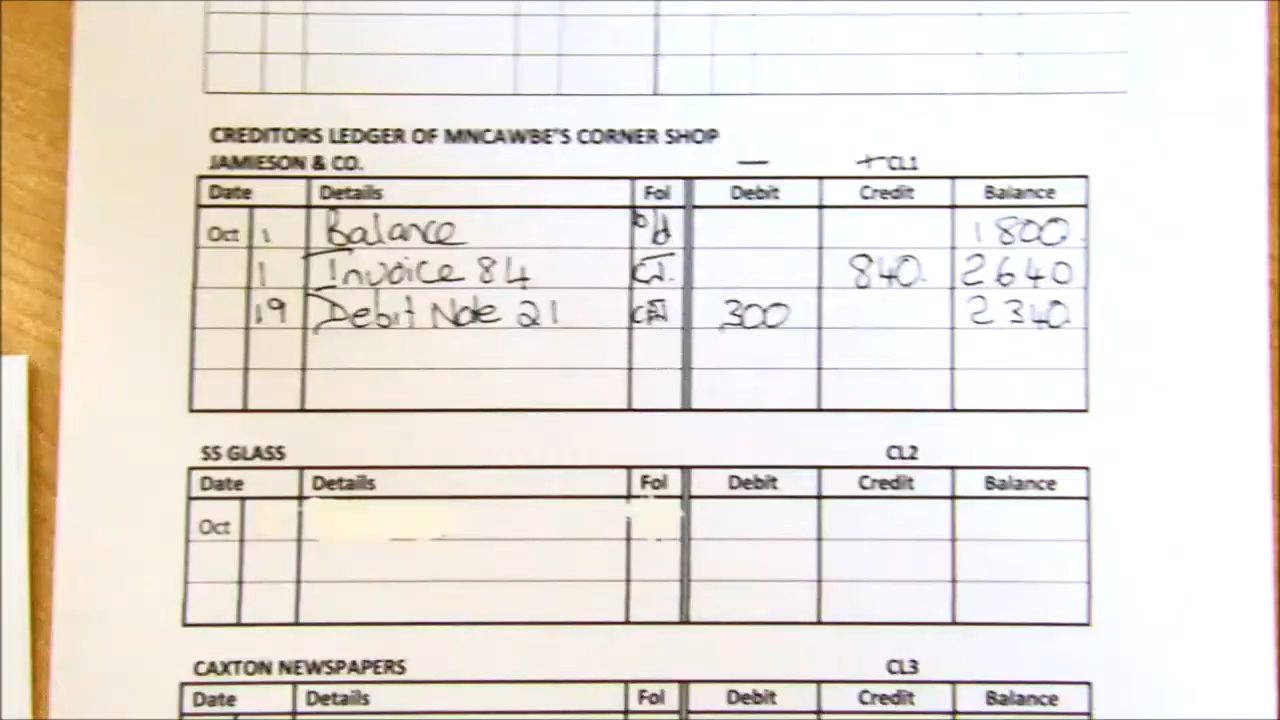 CREDITORS LEDGER OF MNCAWBE'S CORNER SHOP
JAMIESON & CO. — + CL1
Date Details Fol Debit Credit Balance
Oct 1 Balance b/d 1800
1 Invoice 84 CJ. 840. 2640
19 Debit Note 21 300 2340
SS GLASS CL2
Date Details Fol Debit Credit Balance
Oct
CAXTON NEWSPAPERS CL3
Date Details Fol Debit Credit Balance